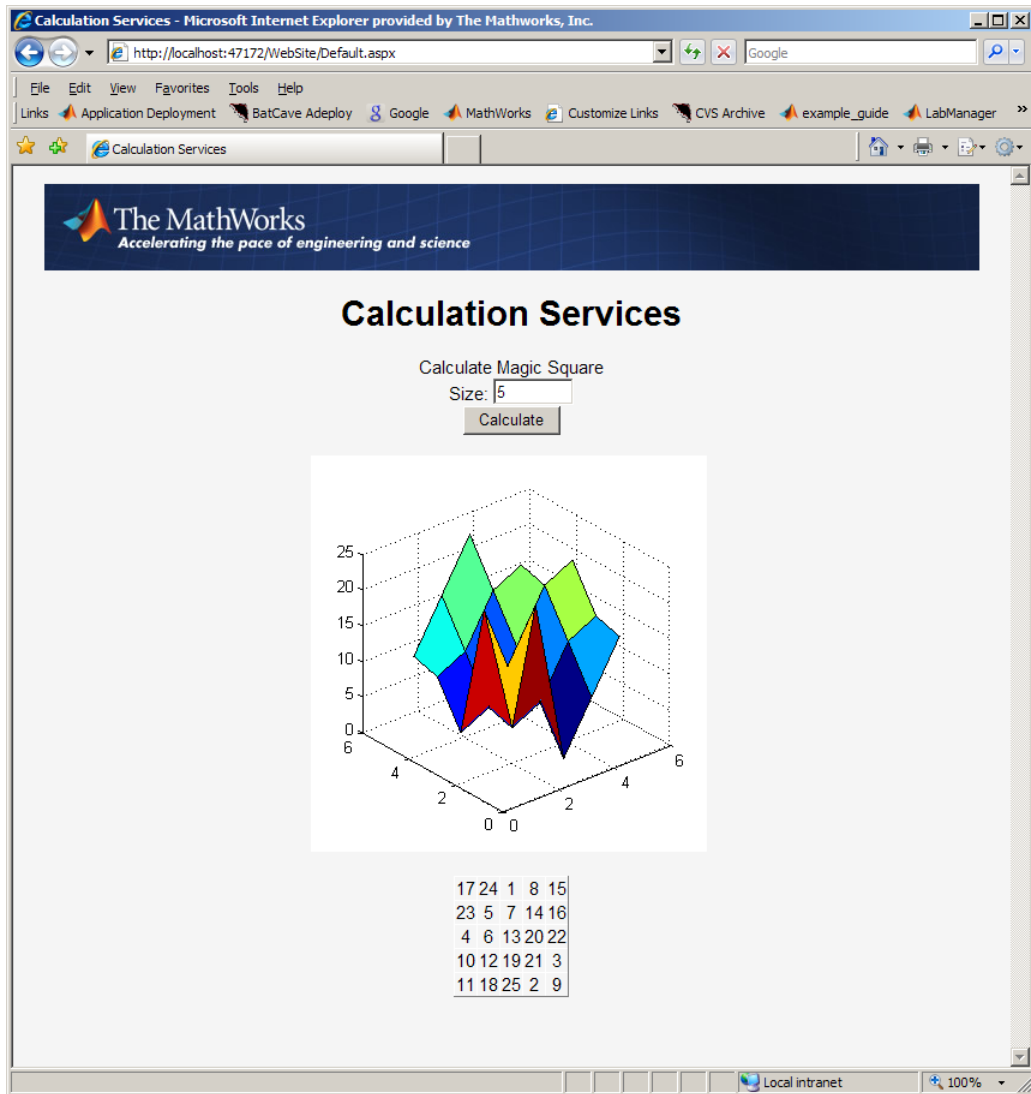 Calculation Services - Microsoft Internet Explorer provided by The Mathworks, Inc.
http://localhost:47172/WebSite/Default.aspx
Google
File Edit View Favorites Tools Help
Links Application Deployment BatCave Adeploy Google MathWorks Customize Links CVS Archive example_guide LabManager »
Calculation Services
The MathWorks
Accelerating the pace of engineering and science
Calculation Services
Calculate Magic Square
Size: 5
Calculate
25
20
15
10
5
0
6
4
2
0
0
2
4
6
17 24 1 8 15
23 5 7 14 16
4 6 13 20 22
10 12 19 21 3
11 18 25 2 9
Local intranet 100%